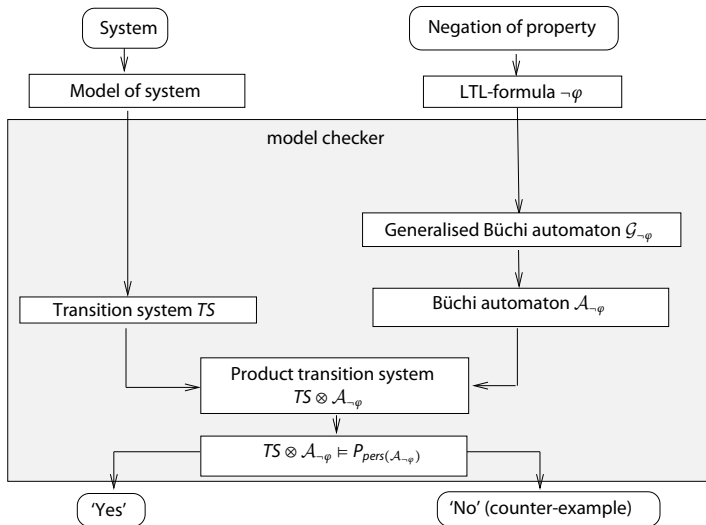 System
Negation of property
Model of system
LTL-formula ¬φ
model checker
Generalised Büchi automaton 𝒢¬φ
Transition system TS
Büchi automaton 𝒜¬φ
Product transition system
TS ⊗ 𝒜¬φ
TS ⊗ 𝒜¬φ ⊨ Ppers(𝒜¬φ)
‘Yes’
‘No’ (counter-example)